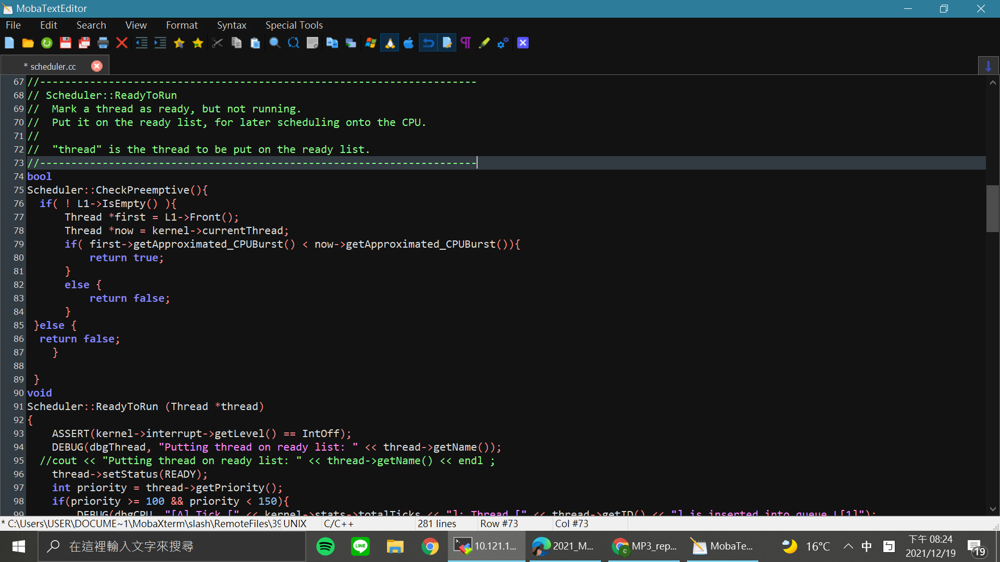 MobaTextEditor
File Edit Search View Format Syntax Special Tools
* scheduler.cc
67 //----------------------------------------------------------------------
68 // Scheduler::ReadyToRun
69 //  Mark a thread as ready, but not running.
70 //  Put it on the ready list, for later scheduling onto the CPU.
71 //
72 //  "thread" is the thread to be put on the ready list.
73 //----------------------------------------------------------------------
74 bool
75 Scheduler::CheckPreemptive(){
76   if( ! L1->IsEmpty() ){
77       Thread *first = L1->Front();
78       Thread *now = kernel->currentThread;
79       if( first->getApproximated_CPUBurst() < now->getApproximated_CPUBurst()){
80           return true;
81       }
82       else {
83           return false;
84       }
85  }else {
86   return false;
87     }
88
89  }
90 void
91 Scheduler::ReadyToRun (Thread *thread)
92 {
93     ASSERT(kernel->interrupt->getLevel() == IntOff);
94     DEBUG(dbgThread, "Putting thread on ready list: " << thread->getName());
95   //cout << "Putting thread on ready list: " << thread->getName() << endl ;
96     thread->setStatus(READY);
97     int priority = thread->getPriority();
98     if(priority >= 100 && priority < 150){
99         DEBUG(dbgCPU, "[A] Tick [" << kernel->stats->totalTicks << "]: Thread [" << thread->getID() << "] is inserted into queue L[1]");
* C:\Users\USER\DOCUME~1\MobaXterm\slash\RemoteFiles\39 UNIX C/C++ 281 lines Row #73 Col #73
在這裡輸入文字來搜尋 LINE 10.121.1... 2021_M... C MP3_rep... MobaTe... 16°C 中 ㄅ 下午 08:24
2021/12/19 19